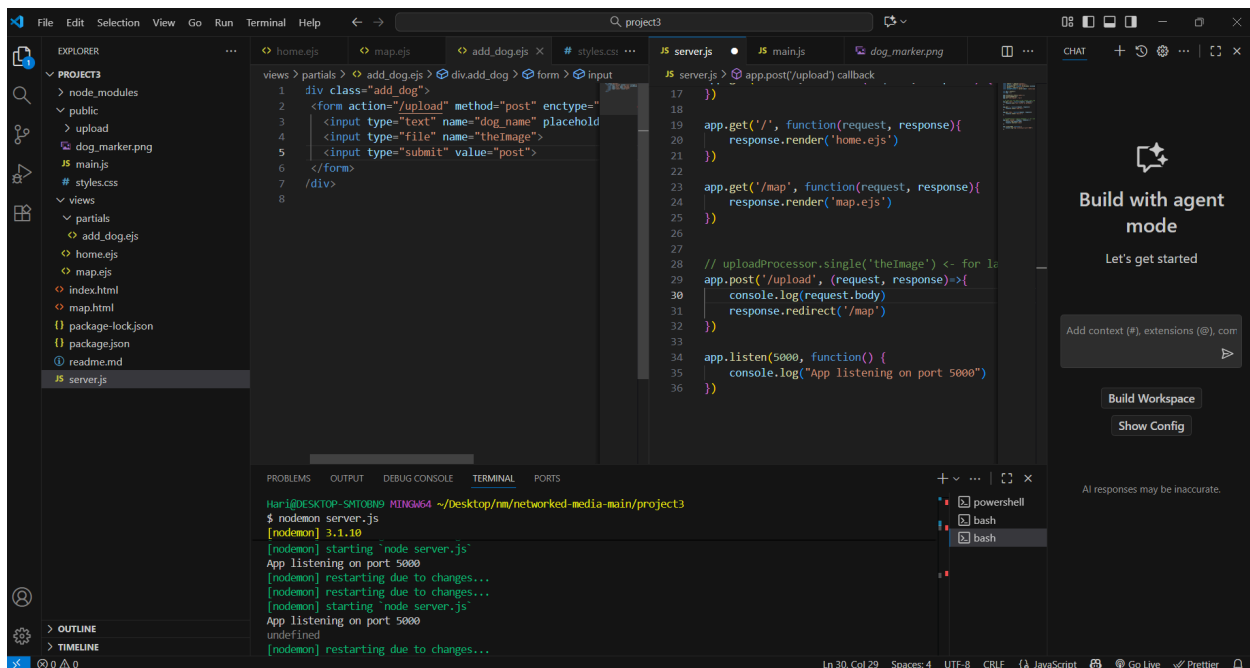 File Edit Selection View Go Run Terminal Help
project3
EXPLORER
PROJECT3
node_modules
public
upload
dog_marker.png
JS main.js
# styles.css
views
partials
<> add_dog.ejs
<> home.ejs
<> map.ejs
<> index.html
<> map.html
{} package-lock.json
{} package.json
readme.md
JS server.js
OUTLINE
TIMELINE
<> home.ejs <> map.ejs <> add_dog.ejs # styles.css
views > partials > <> add_dog.ejs > div.add_dog > form > input
1 div class="add_dog">
2 <form action="/upload" method="post" enctype="
3 <input type="text" name="dog_name" placehold
4 <input type="file" name="theImage">
5 <input type="submit" value="post">
6 </form>
7 /div>
8
JS server.js JS main.js dog_marker.png
JS server.js > app.post('/upload') callback
17 })
18
19 app.get('/', function(request, response){
20 response.render('home.ejs')
21 })
22
23 app.get('/map', function(request, response){
24 response.render('map.ejs')
25 })
26
27
28 // uploadProcessor.single('theImage') <- for la
29 app.post('/upload', (request, response)=>{
30 console.log(request.body)
31 response.redirect('/map')
32 })
33
34 app.listen(5000, function() {
35 console.log("App listening on port 5000")
36 })
PROBLEMS OUTPUT DEBUG CONSOLE TERMINAL PORTS
Hari@DESKTOP-SMTOBN9 MINGW64 ~/Desktop/nm/networked-media-main/project3
$ nodemon server.js
[nodemon] 3.1.10
[nodemon] starting `node server.js`
App listening on port 5000
[nodemon] restarting due to changes...
[nodemon] restarting due to changes...
[nodemon] starting `node server.js`
App listening on port 5000
undefined
[nodemon] restarting due to changes...
powershell
bash
bash
CHAT
Build with agent
mode
Let's get started
Add context (#), extensions (@), com
Build Workspace
Show Config
AI responses may be inaccurate.
0 0 Ln 30, Col 29 Spaces: 4 UTF-8 CRLF {} JavaScript Go Live Prettier